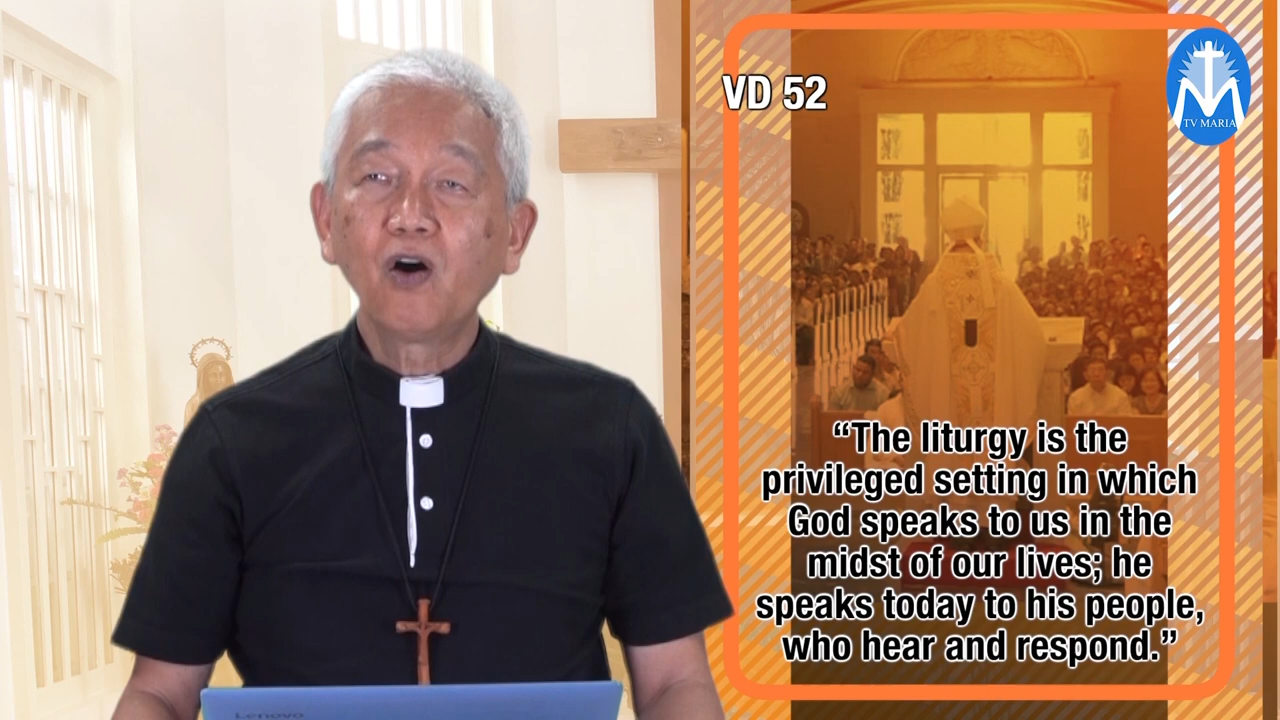 VD 52
TV MARIA
“The liturgy is the
privileged setting in which
God speaks to us in the
midst of our lives; he
speaks today to his people,
who hear and respond.”
Lenovo